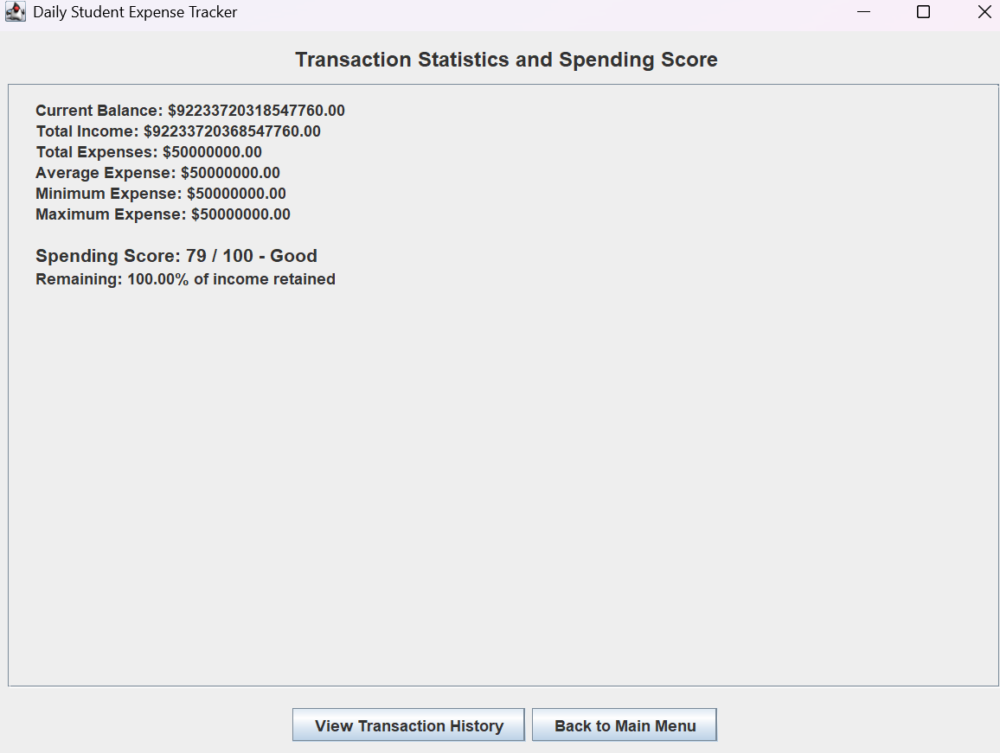 Daily Student Expense Tracker
Transaction Statistics and Spending Score
Current Balance: $92233720318547760.00
Total Income: $92233720368547760.00
Total Expenses: $50000000.00
Average Expense: $50000000.00
Minimum Expense: $50000000.00
Maximum Expense: $50000000.00
Spending Score: 79 / 100 - Good
Remaining: 100.00% of income retained
View Transaction History
Back to Main Menu